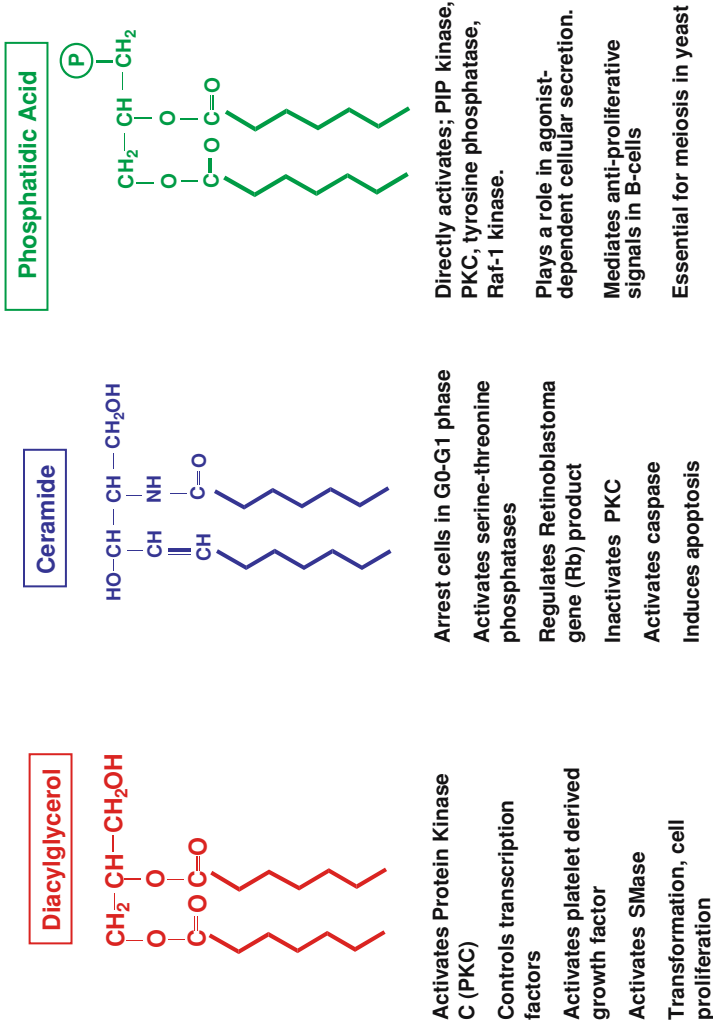 Diacylglycerol
CH₂–CH–CH₂OH
O O
C=O C=O
Activates Protein Kinase
C (PKC)
Controls transcription
factors
Activates platelet derived
growth factor
Activates SMase
Transformation, cell
proliferation
Ceramide
HO–CH–CH–CH₂OH
CH NH
CH C=O
Arrest cells in G0-G1 phase
Activates serine-threonine
phosphatases
Regulates Retinoblastoma
gene (Rb) product
Inactivates PKC
Activates caspase
Induces apoptosis
Phosphatidic Acid
P
CH₂–CH–CH₂
O O
C–O C=O
Directly activates; PIP kinase,
PKC, tyrosine phosphatase,
Raf-1 kinase.
Plays a role in agonist-
dependent cellular secretion.
Mediates anti-proliferative
signals in B-cells
Essential for meiosis in yeast